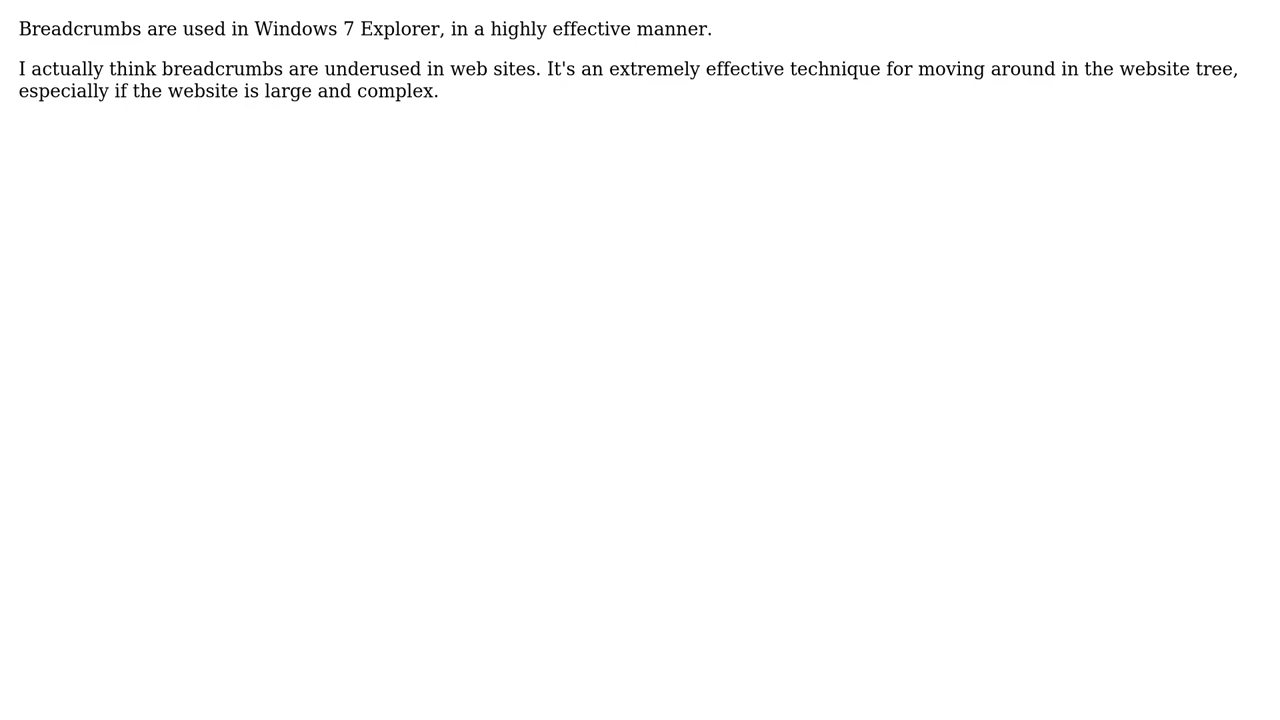 Breadcrumbs are used in Windows 7 Explorer, in a highly effective manner.
I actually think breadcrumbs are underused in web sites. It's an extremely effective technique for moving around in the website tree,
especially if the website is large and complex.